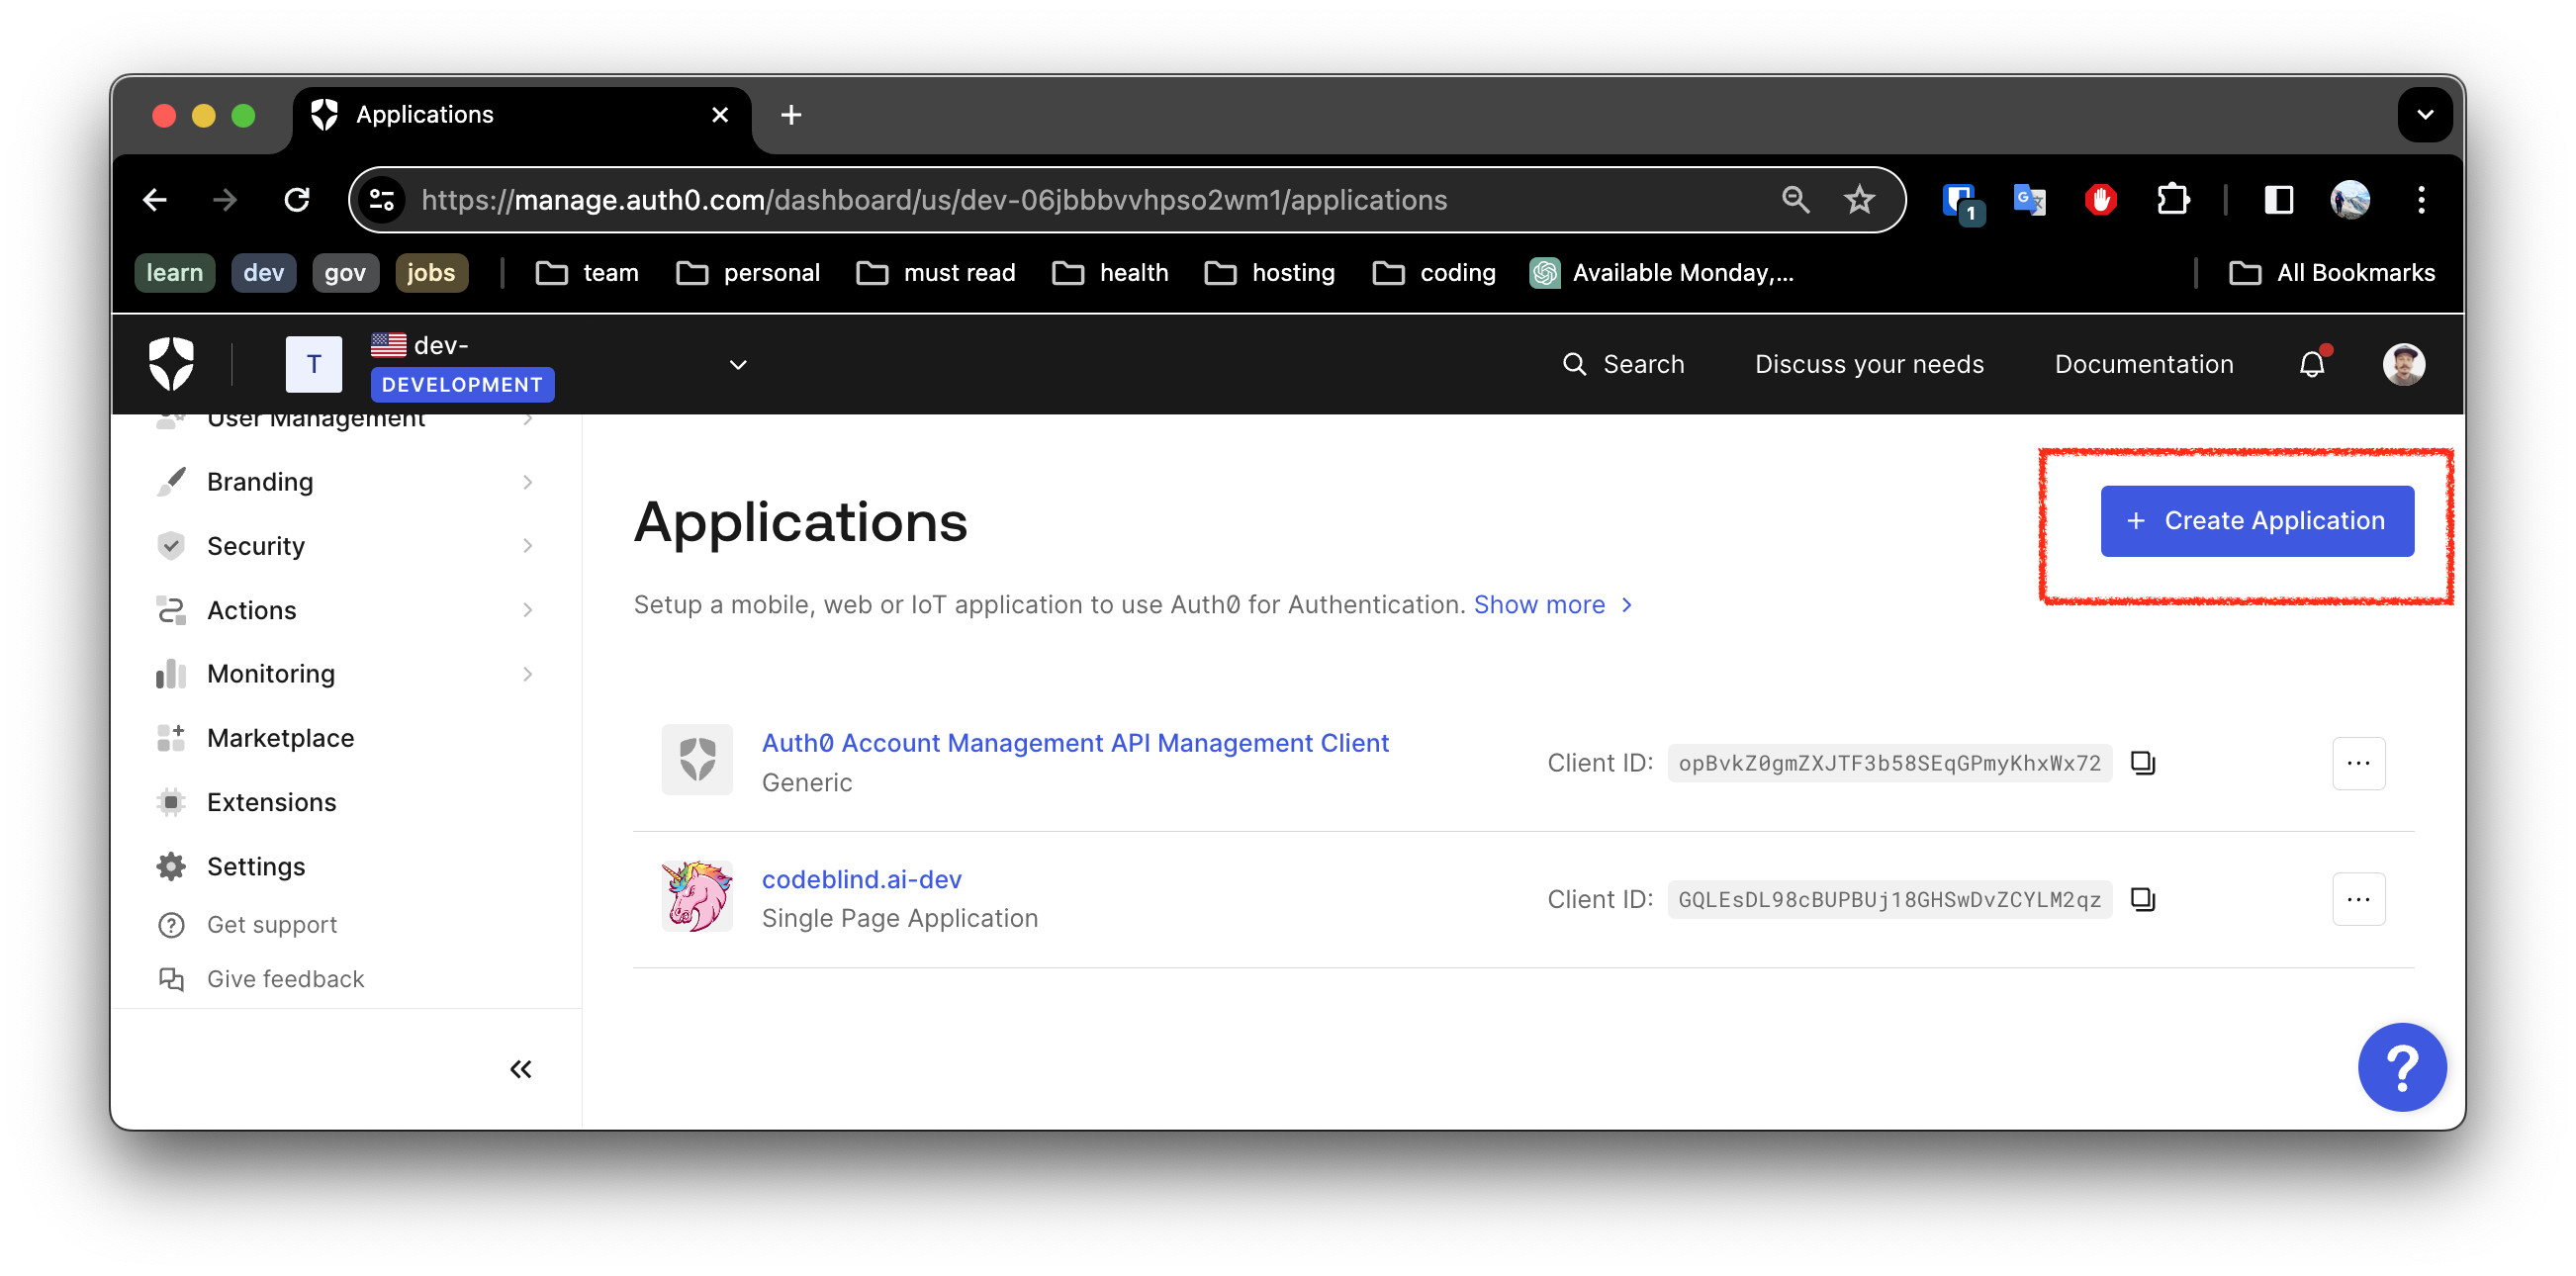 Applications
https://manage.auth0.com/dashboard/us/dev-06jbbbvvhpso2wm1/applications
1
learn dev gov jobs team personal must read health hosting coding Available Monday,... All Bookmarks
T dev-
DEVELOPMENT
Search Discuss your needs Documentation
User Management
Branding
Security
Actions
Monitoring
Marketplace
Extensions
Settings
Get support
Give feedback
Applications
+ Create Application
Setup a mobile, web or IoT application to use Auth0 for Authentication. Show more
Auth0 Account Management API Management Client
Generic
Client ID: opBvkZ0gmZXJTF3b58SEqGPmyKhxWx72
codeblind.ai-dev
Single Page Application
Client ID: GQLEsDL98cBUPBUj18GHSwDvZCYLM2qz
?